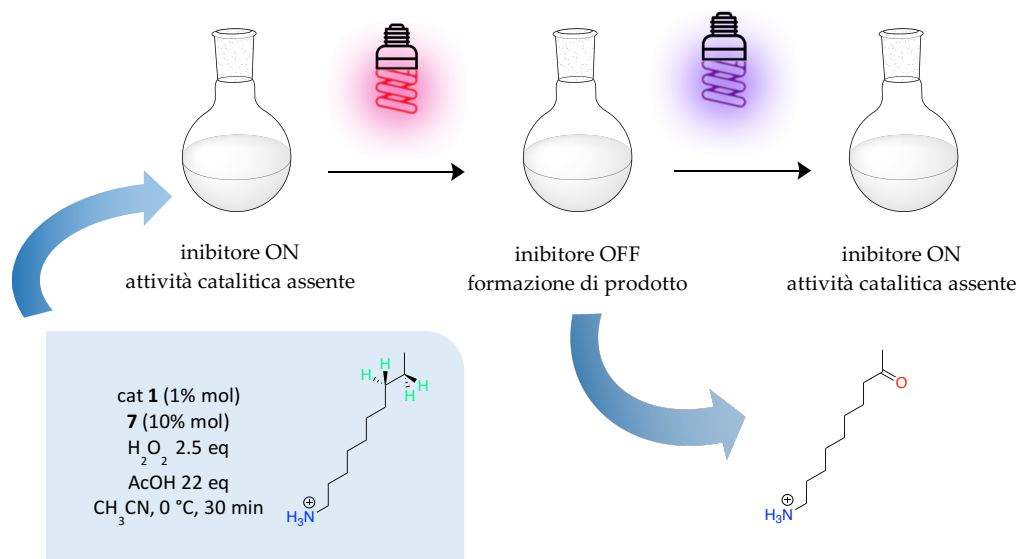 inibitore ON
attività catalitica assente
inibitore OFF
formazione di prodotto
inibitore ON
attività catalitica assente
cat 1 (1% mol)
7 (10% mol)
H₂O₂ 2.5 eq
AcOH 22 eq
CH₃CN, 0 °C, 30 min
H
H
H
H
H₃N
⊕
O
H₃N
⊕